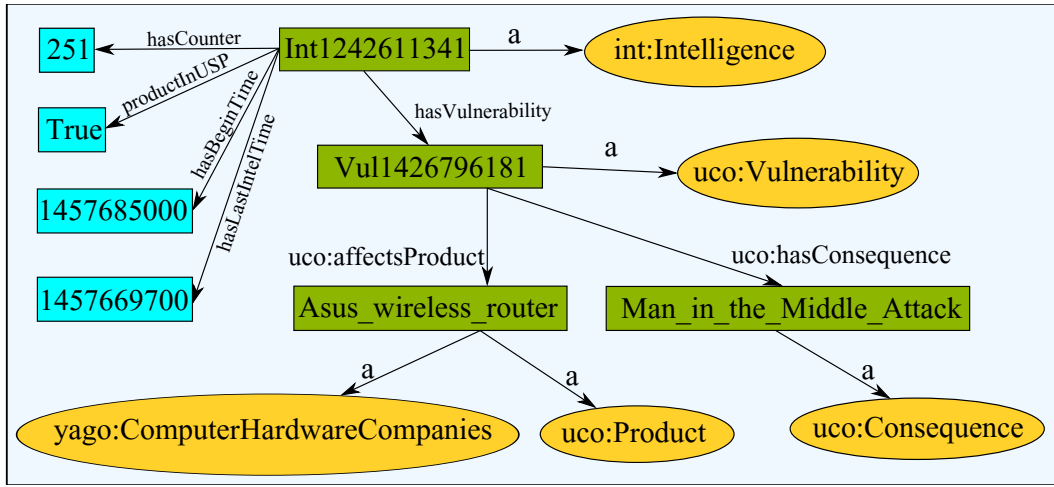 251
hasCounter
Int1242611341
a
int:Intelligence
productInUSP
True
hasBeginTime
hasLastIntelTime
hasVulnerability
Vul1426796181
a
uco:Vulnerability
1457685000
uco:affectsProduct
uco:hasConsequence
1457669700
Asus_wireless_router
Man_in_the_Middle_Attack
a
a
a
yago:ComputerHardwareCompanies
uco:Product
uco:Consequence